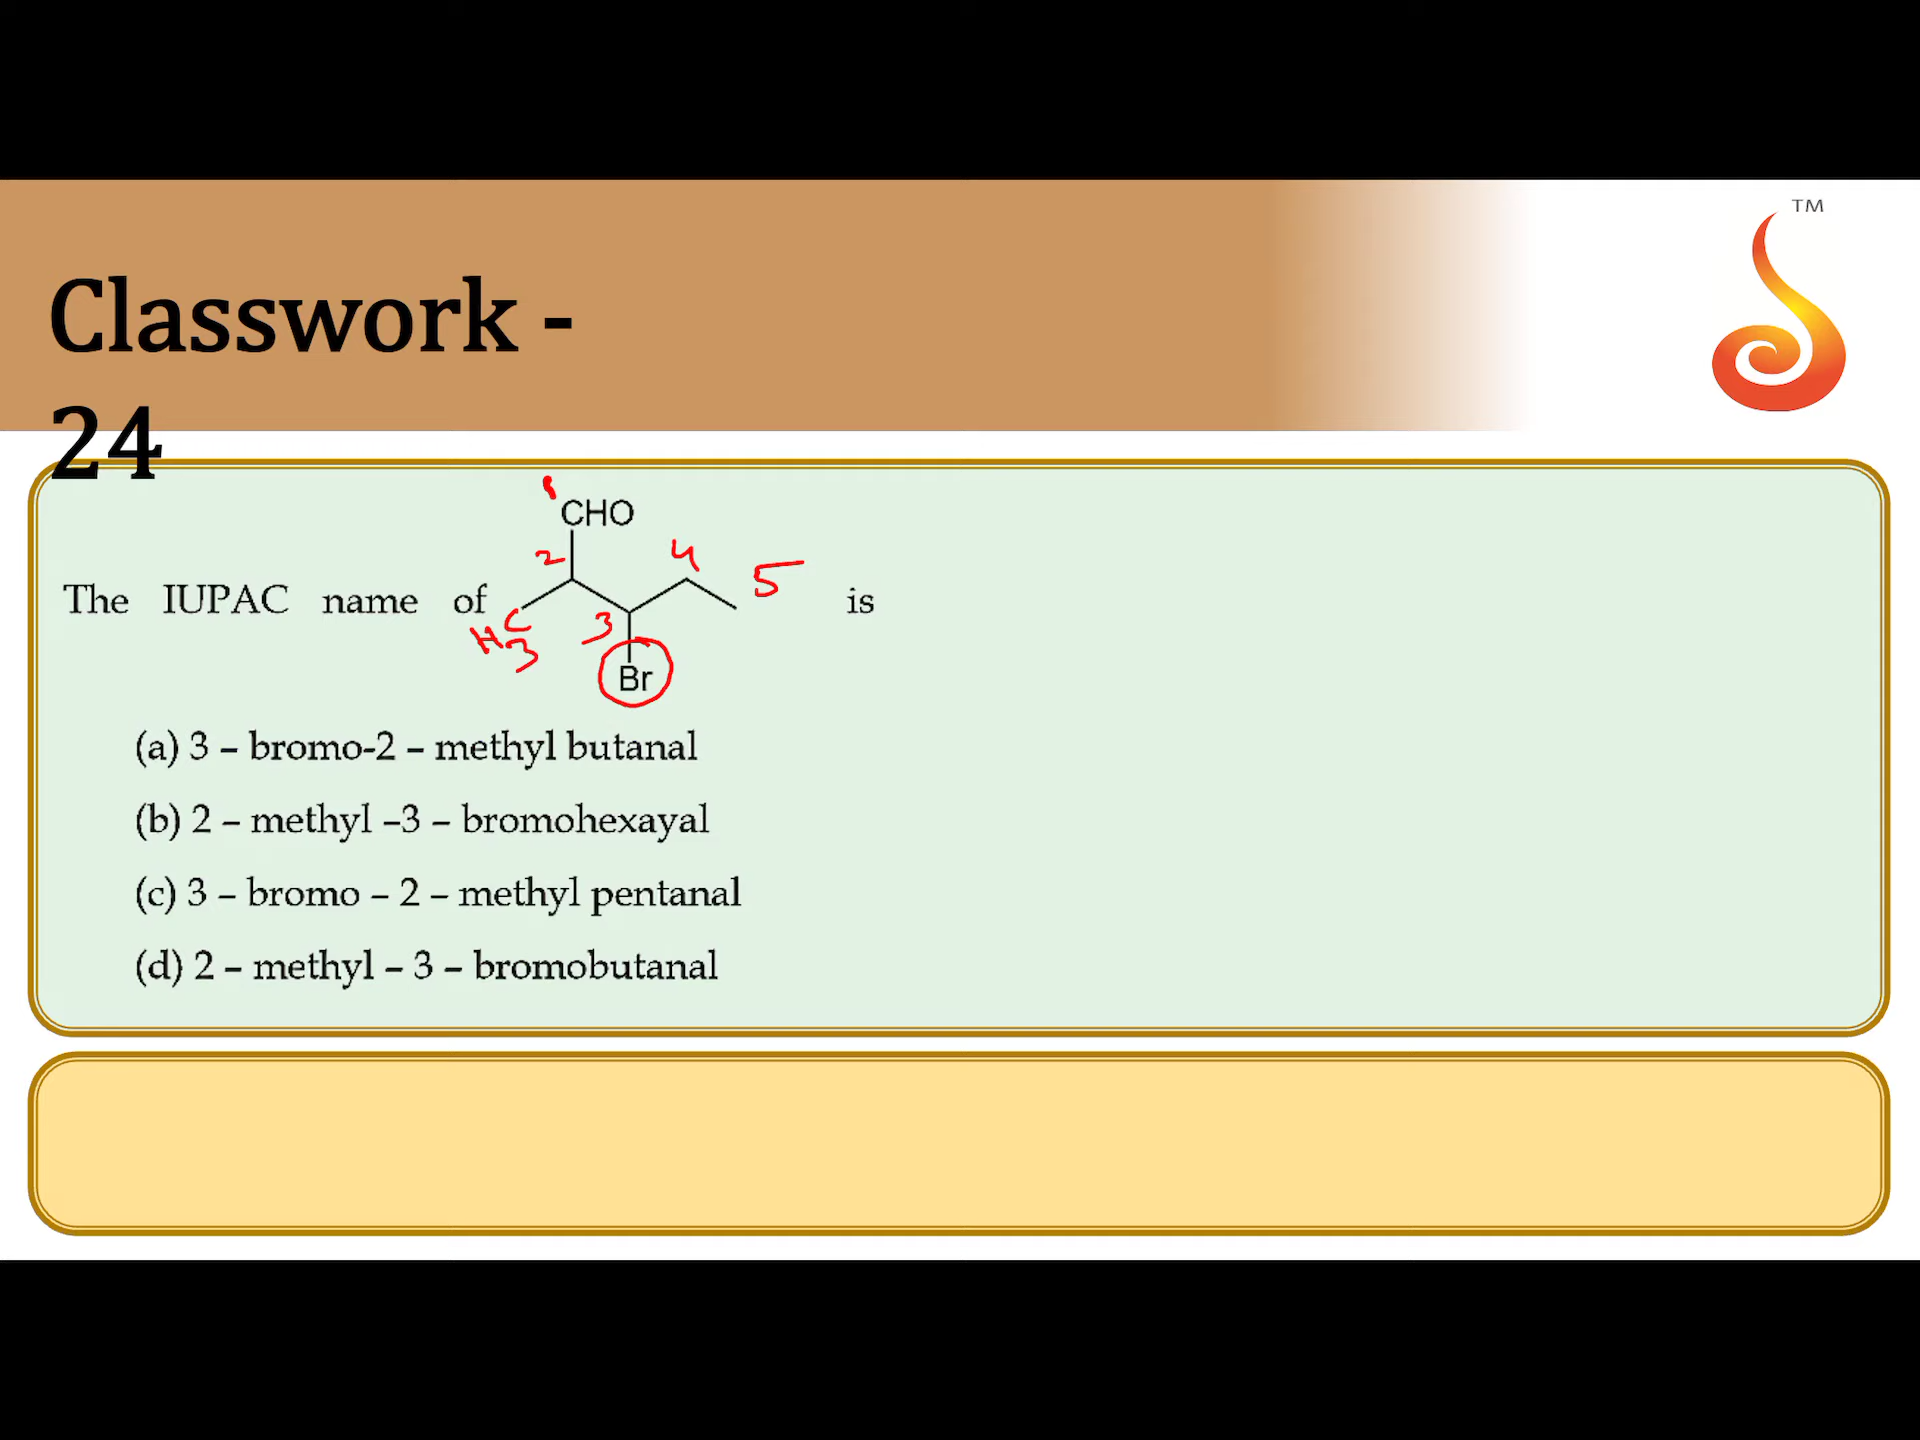 TM
Classwork -
24
1
CHO
2
4
5
The IUPAC name of is
H3C
3
Br
(a) 3 – bromo-2 – methyl butanal
(b) 2 – methyl –3 – bromohexayal
(c) 3 – bromo – 2 – methyl pentanal
(d) 2 – methyl – 3 – bromobutanal